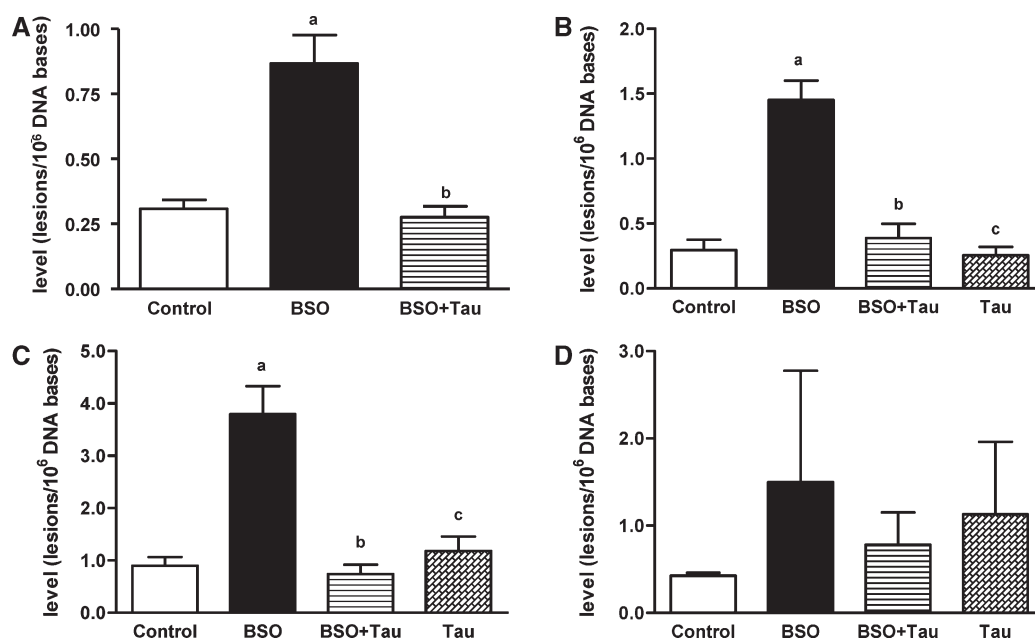 A
level (lesions/10⁶ DNA bases)
1.00
0.75
0.50
0.25
0.00
a
b
Control BSO BSO+Tau
B
level (lesions/10⁶ DNA bases)
2.0
1.5
1.0
0.5
0.0
a
b
c
Control BSO BSO+Tau Tau
C
level (lesions/10⁶ DNA bases)
5.0
4.0
3.0
2.0
1.0
0.0
a
b
c
Control BSO BSO+Tau Tau
D
level (lesions/10⁶ DNA bases)
3.0
2.0
1.0
0.0
Control BSO BSO+Tau Tau